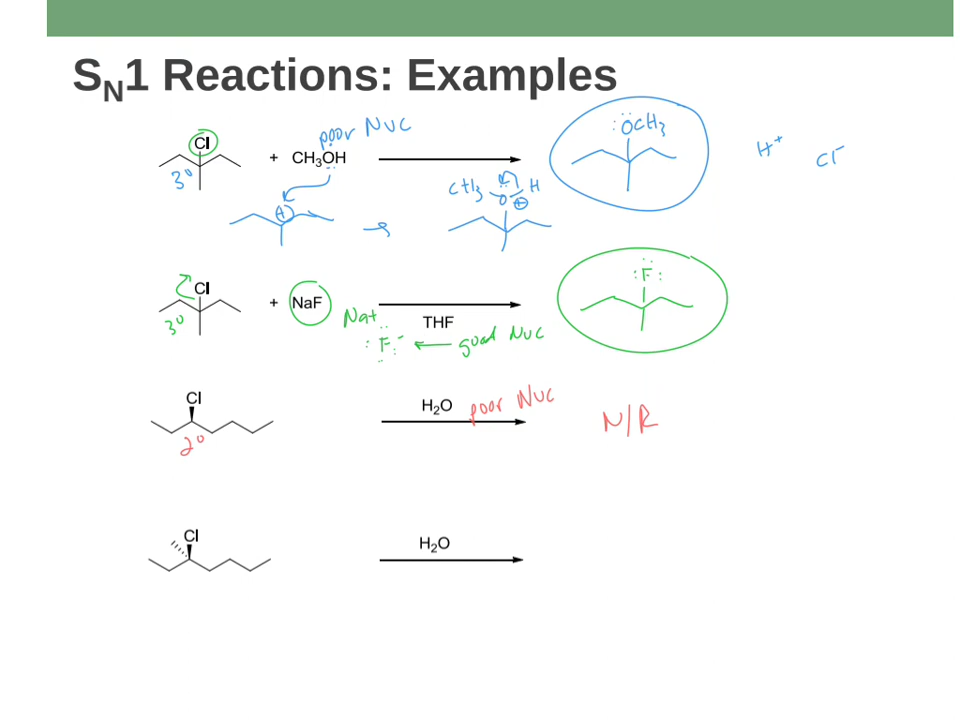 SN1 Reactions: Examples
poor Nuc
:ÖCH3
H+
Cl-
Cl
+ CH3OH
3°
(+)
CH3
O
H
+
:F:
Cl
+ NaF
3°
Na+
THF
:F:- ← good Nuc
Cl
H2O
poor Nuc
N/R
2°
Cl
H2O